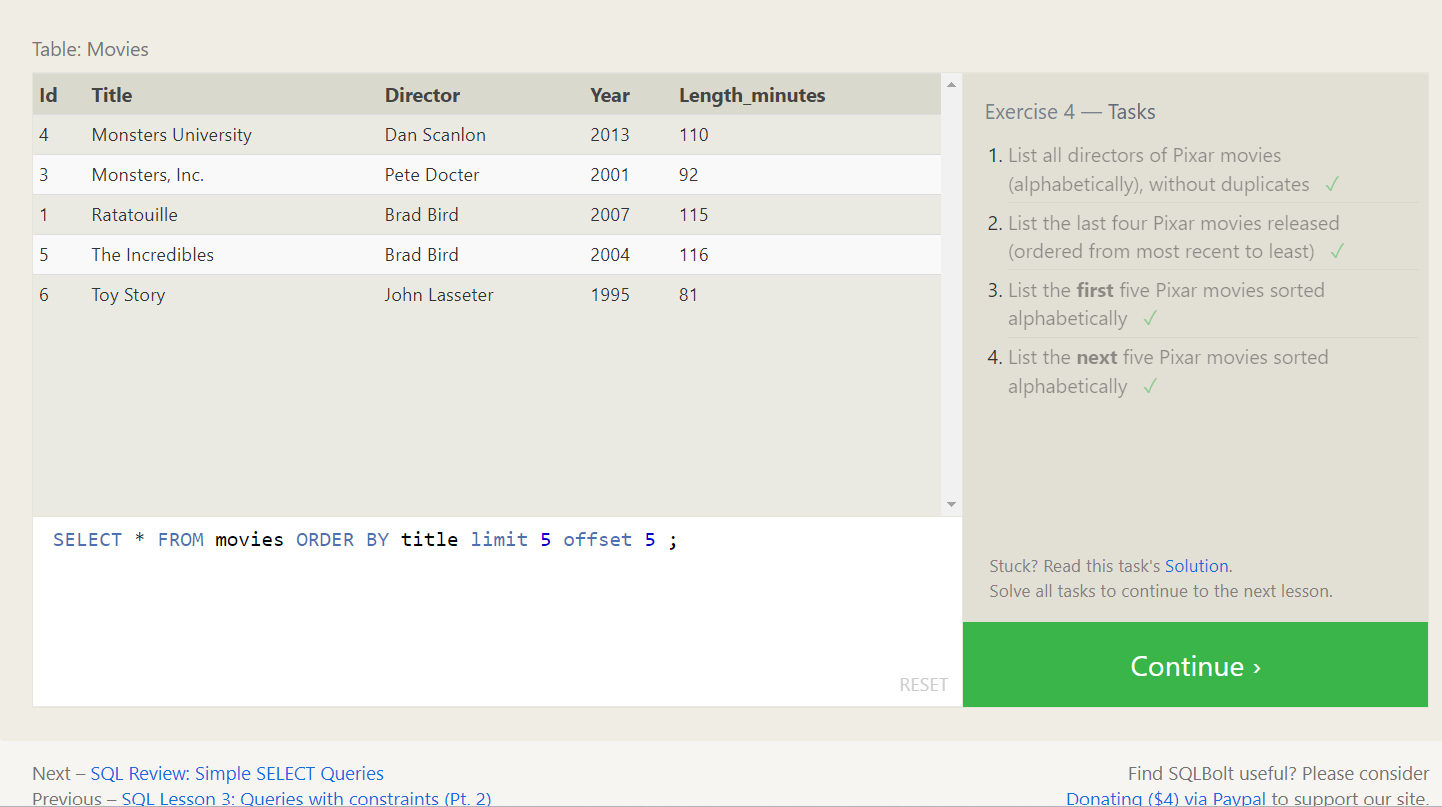 Table: Movies
Id Title Director Year Length_minutes
4 Monsters University Dan Scanlon 2013 110
3 Monsters, Inc. Pete Docter 2001 92
1 Ratatouille Brad Bird 2007 115
5 The Incredibles Brad Bird 2004 116
6 Toy Story John Lasseter 1995 81
SELECT * FROM movies ORDER BY title limit 5 offset 5 ;
RESET
Exercise 4 — Tasks
1. List all directors of Pixar movies
(alphabetically), without duplicates ✓
2. List the last four Pixar movies released
(ordered from most recent to least) ✓
3. List the first five Pixar movies sorted
alphabetically ✓
4. List the next five Pixar movies sorted
alphabetically ✓
Stuck? Read this task's Solution.
Solve all tasks to continue to the next lesson.
Continue ›
Next – SQL Review: Simple SELECT Queries
Previous – SQL Lesson 3: Queries with constraints (Pt. 2)
Find SQLBolt useful? Please consider
Donating ($4) via Paypal to support our site.